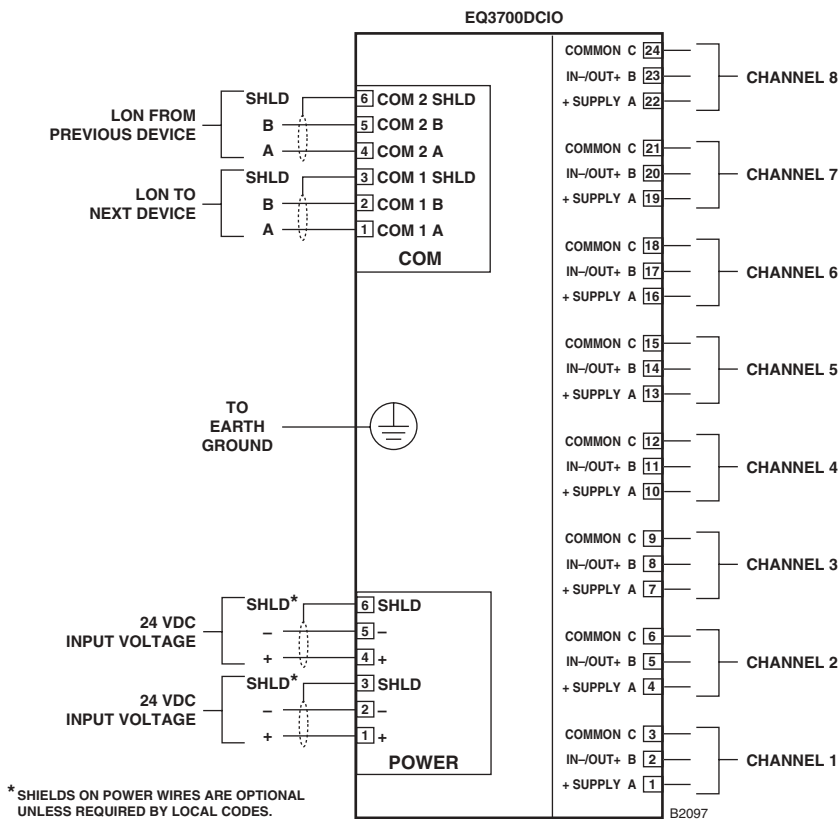 EQ3700DCIO
LON FROM
PREVIOUS DEVICE
SHLD
B
A
6 COM 2 SHLD
5 COM 2 B
4 COM 2 A
LON TO
NEXT DEVICE
SHLD
B
A
3 COM 1 SHLD
2 COM 1 B
1 COM 1 A
COM
TO
EARTH
GROUND
24 VDC
INPUT VOLTAGE
SHLD*
–
+
6 SHLD
5 –
4 +
24 VDC
INPUT VOLTAGE
SHLD*
–
+
3 SHLD
2 –
1 +
POWER
COMMON C 24
IN–/OUT+ B 23
+ SUPPLY A 22
CHANNEL 8
COMMON C 21
IN–/OUT+ B 20
+ SUPPLY A 19
CHANNEL 7
COMMON C 18
IN–/OUT+ B 17
+ SUPPLY A 16
CHANNEL 6
COMMON C 15
IN–/OUT+ B 14
+ SUPPLY A 13
CHANNEL 5
COMMON C 12
IN–/OUT+ B 11
+ SUPPLY A 10
CHANNEL 4
COMMON C 9
IN–/OUT+ B 8
+ SUPPLY A 7
CHANNEL 3
COMMON C 6
IN–/OUT+ B 5
+ SUPPLY A 4
CHANNEL 2
COMMON C 3
IN–/OUT+ B 2
+ SUPPLY A 1
CHANNEL 1
* SHIELDS ON POWER WIRES ARE OPTIONAL
UNLESS REQUIRED BY LOCAL CODES.
B2097